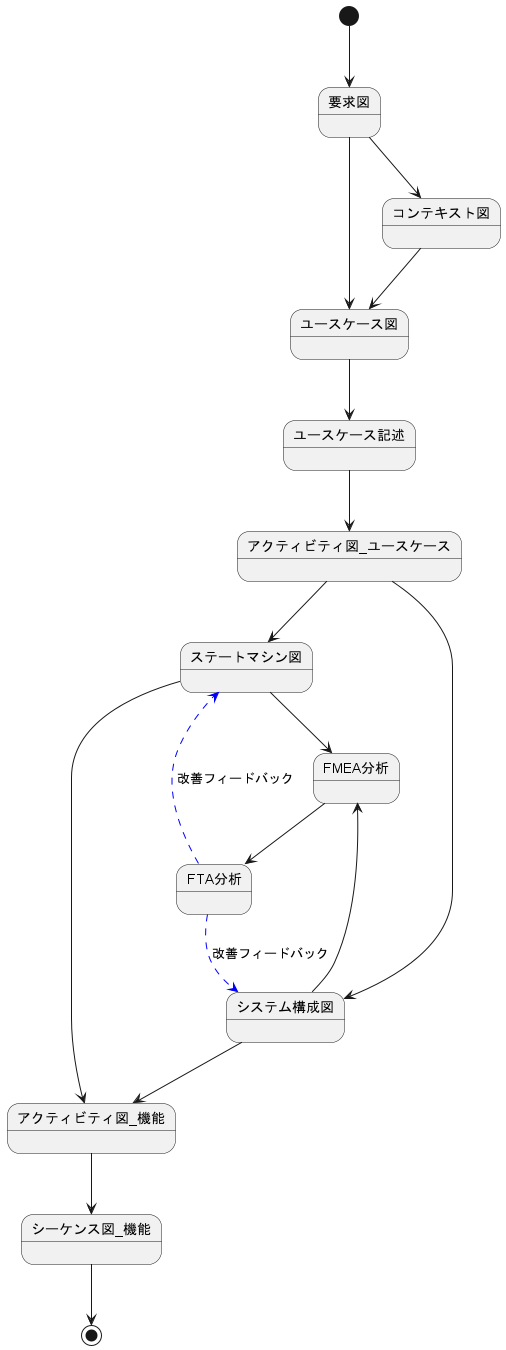 要求図
コンテキスト図
ユースケース図
ユースケース記述
アクティビティ図_ユースケース
ステートマシン図
FMEA分析
改善フィードバック
FTA分析
改善フィードバック
システム構成図
アクティビティ図_機能
シーケンス図_機能